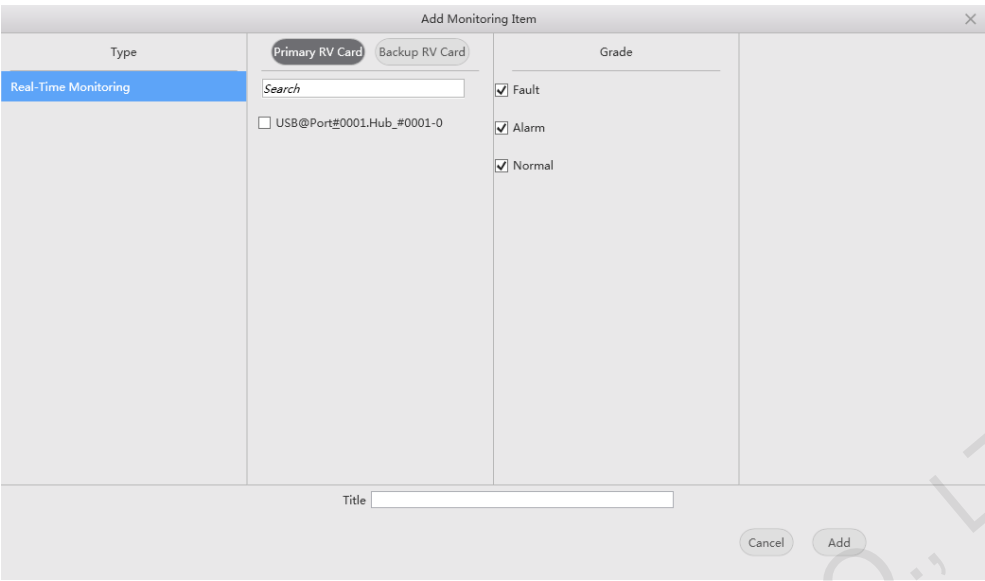 Add Monitoring Item
Type
Primary RV Card
Backup RV Card
Grade
Real-Time Monitoring
Search
Fault
USB@Port#0001.Hub_#0001-0
Alarm
Normal
Title
Cancel
Add